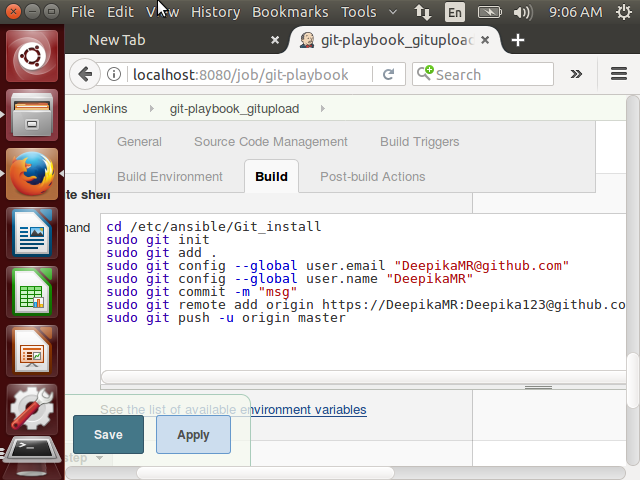 File Edit View History Bookmarks Tools En 9:06 AM
New Tab git-playbook_gitupload
localhost:8080/job/git-playbook Search
Jenkins git-playbook_gitupload
General Source Code Management Build Triggers
Build Environment Build Post-build Actions
te shell
nand
cd /etc/ansible/Git_install
sudo git init
sudo git add .
sudo git config --global user.email "DeepikaMR@github.com"
sudo git config --global user.name "DeepikaMR"
sudo git commit -m "msg"
sudo git remote add origin https://DeepikaMR:Deepika123@github.co
sudo git push -u origin master
See the list of available environment variables
Save Apply
step